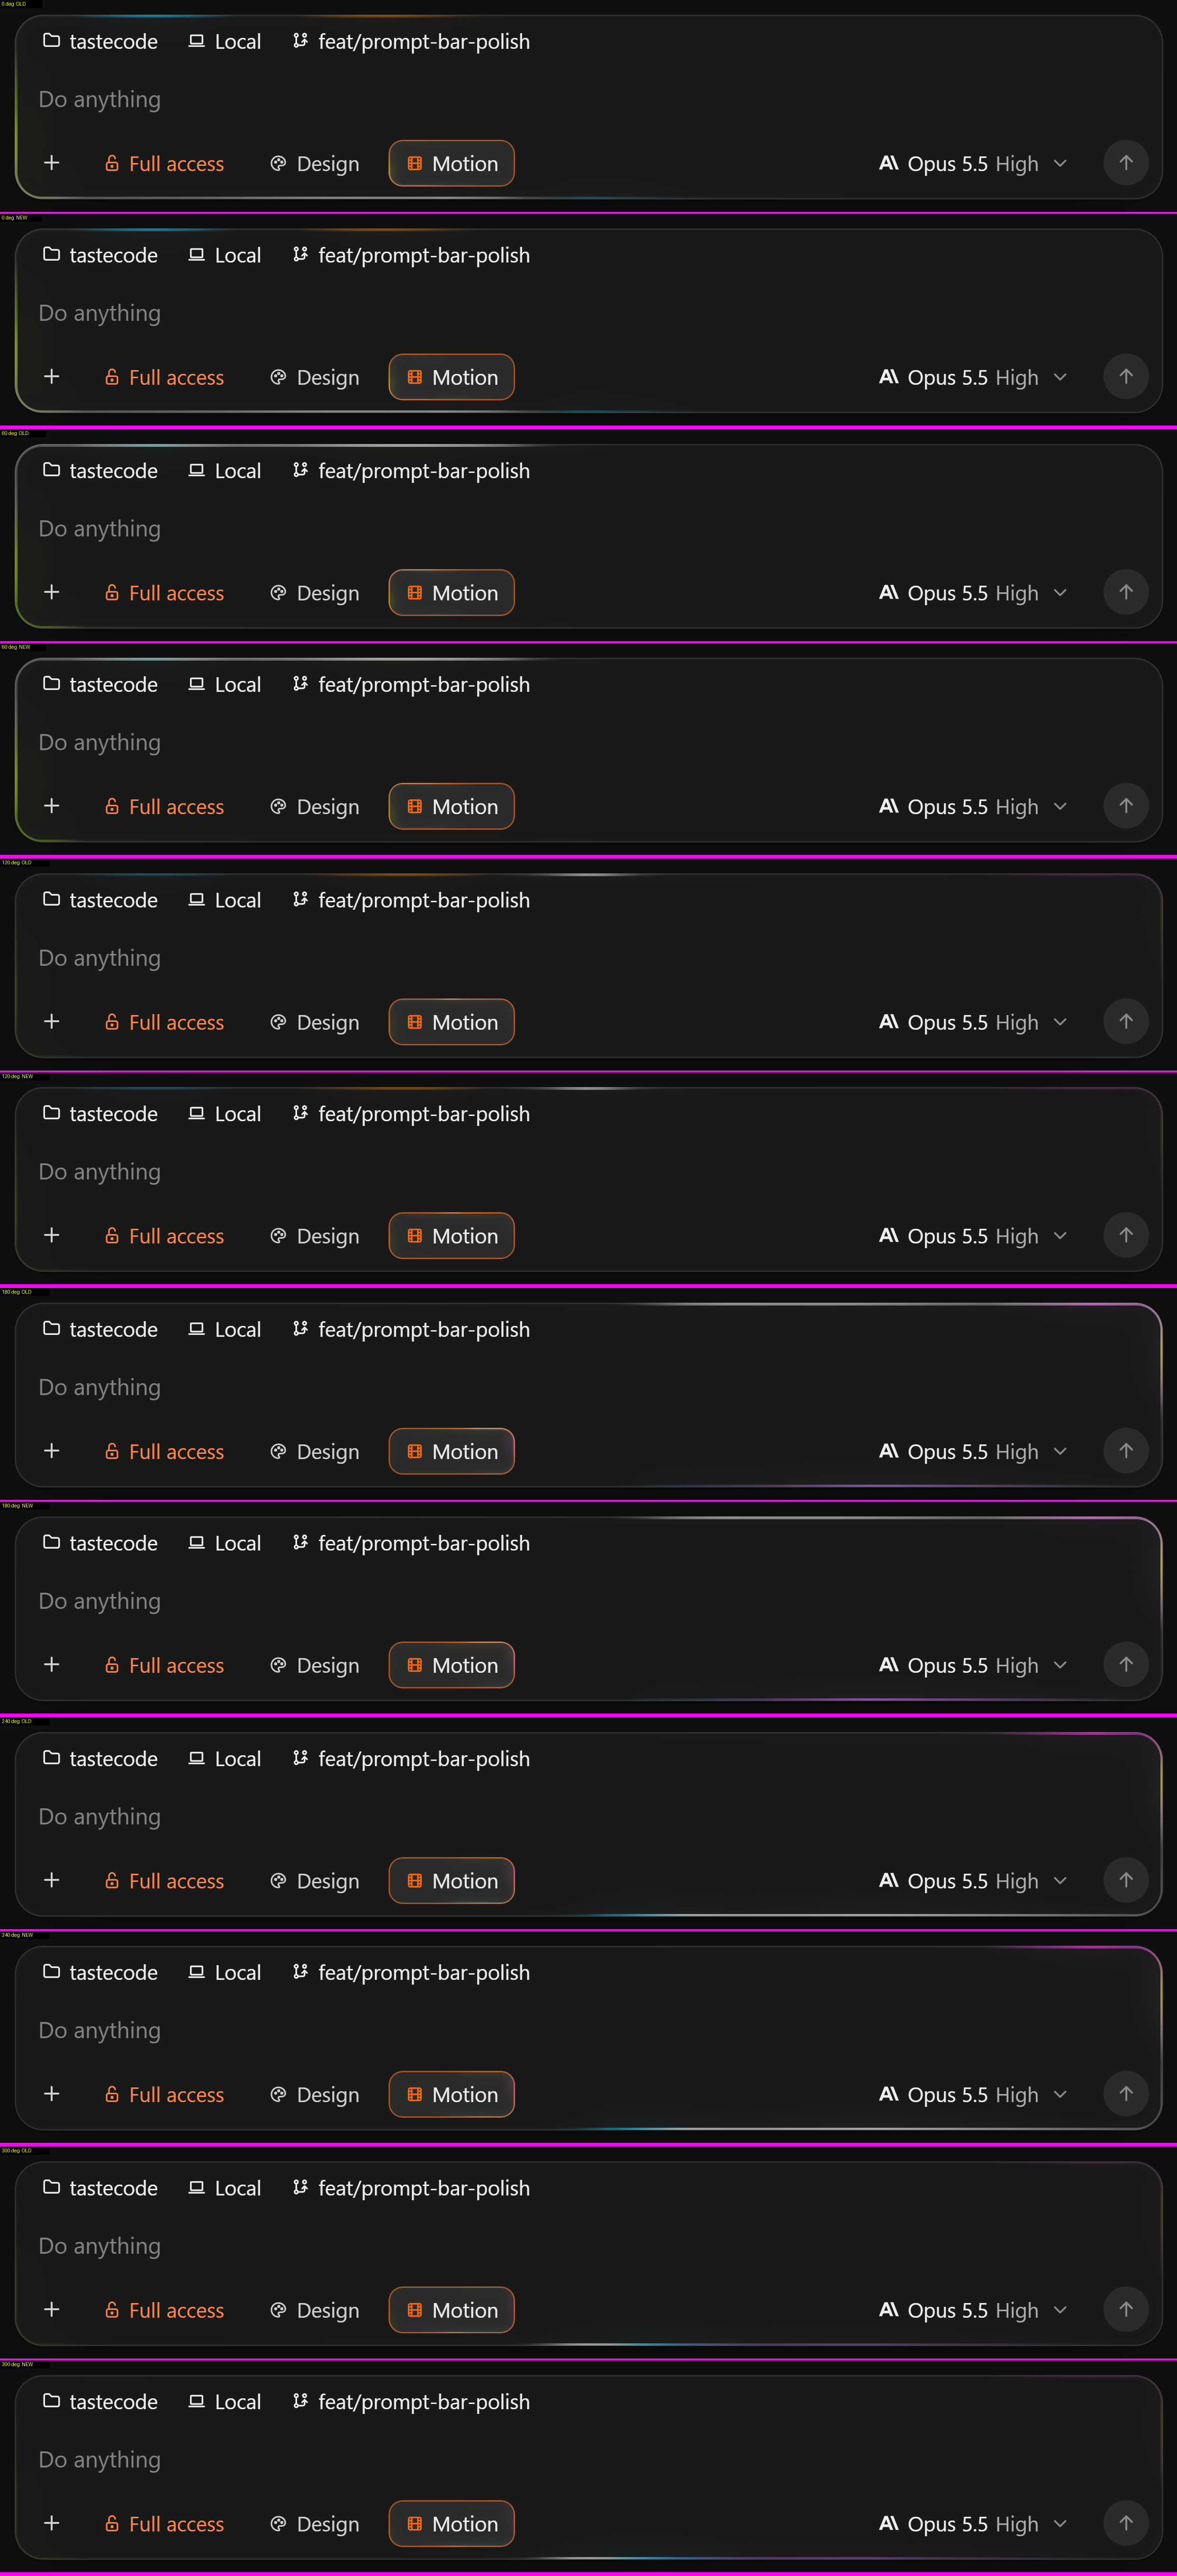 0 deg OLD
tastecode Local feat/prompt-bar-polish
Do anything
Full access Design Motion Opus 5.5 High
0 deg NEW
tastecode Local feat/prompt-bar-polish
Do anything
Full access Design Motion Opus 5.5 High
60 deg OLD
tastecode Local feat/prompt-bar-polish
Do anything
Full access Design Motion Opus 5.5 High
60 deg NEW
tastecode Local feat/prompt-bar-polish
Do anything
Full access Design Motion Opus 5.5 High
120 deg OLD
tastecode Local feat/prompt-bar-polish
Do anything
Full access Design Motion Opus 5.5 High
120 deg NEW
tastecode Local feat/prompt-bar-polish
Do anything
Full access Design Motion Opus 5.5 High
180 deg OLD
tastecode Local feat/prompt-bar-polish
Do anything
Full access Design Motion Opus 5.5 High
180 deg NEW
tastecode Local feat/prompt-bar-polish
Do anything
Full access Design Motion Opus 5.5 High
240 deg OLD
tastecode Local feat/prompt-bar-polish
Do anything
Full access Design Motion Opus 5.5 High
240 deg NEW
tastecode Local feat/prompt-bar-polish
Do anything
Full access Design Motion Opus 5.5 High
300 deg OLD
tastecode Local feat/prompt-bar-polish
Do anything
Full access Design Motion Opus 5.5 High
300 deg NEW
tastecode Local feat/prompt-bar-polish
Do anything
Full access Design Motion Opus 5.5 High